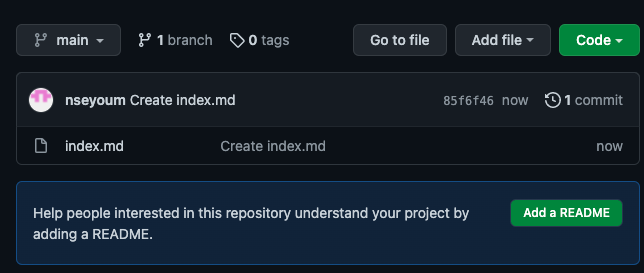 main 1 branch 0 tags Go to file Add file Code
nseyoum Create index.md 85f6f46 now 1 commit
index.md Create index.md now
Help people interested in this repository understand your project by
adding a README.
Add a README